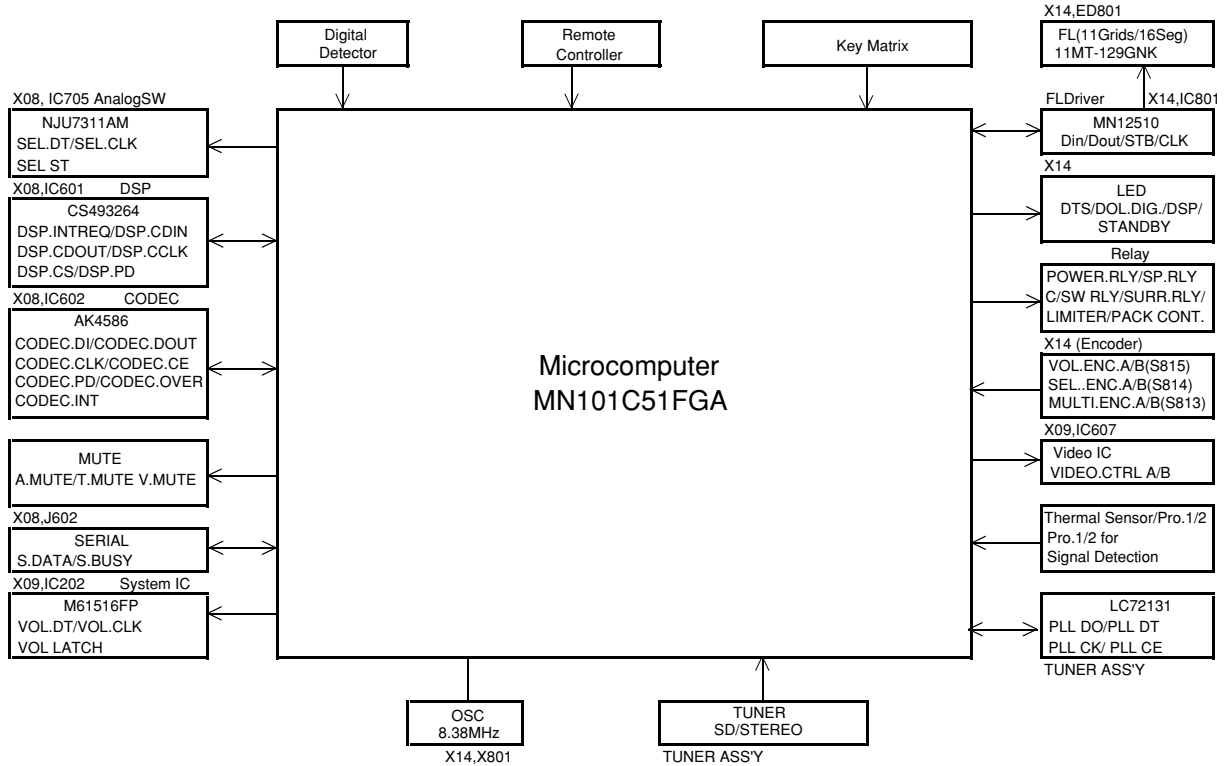 X14,ED801
Digital
Detector
Remote
Controller
Key Matrix
FL(11Grids/16Seg)
11MT-129GNK
X08, IC705 AnalogSW
NJU7311AM
SEL.DT/SEL.CLK
SEL ST
X08,IC601 DSP
CS493264
DSP.INTREQ/DSP.CDIN
DSP.CDOUT/DSP.CCLK
DSP.CS/DSP.PD
X08,IC602 CODEC
AK4586
CODEC.DI/CODEC.DOUT
CODEC.CLK/CODEC.CE
CODEC.PD/CODEC.OVER
CODEC.INT
MUTE
A.MUTE/T.MUTE V.MUTE
X08,J602
SERIAL
S.DATA/S.BUSY
X09,IC202 System IC
M61516FP
VOL.DT/VOL.CLK
VOL LATCH
Microcomputer
MN101C51FGA
FLDriver X14,IC801
MN12510
Din/Dout/STB/CLK
X14
LED
DTS/DOL.DIG./DSP/
STANDBY
Relay
POWER.RLY/SP.RLY
C/SW RLY/SURR.RLY/
LIMITER/PACK CONT.
X14 (Encoder)
VOL.ENC.A/B(S815)
SEL..ENC.A/B(S814)
MULTI.ENC.A/B(S813)
X09,IC607
Video IC
VIDEO.CTRL A/B
Thermal Sensor/Pro.1/2
Pro.1/2 for
Signal Detection
LC72131
PLL DO/PLL DT
PLL CK/ PLL CE
TUNER ASS'Y
OSC
8.38MHz
X14,X801
TUNER
SD/STEREO
TUNER ASS'Y